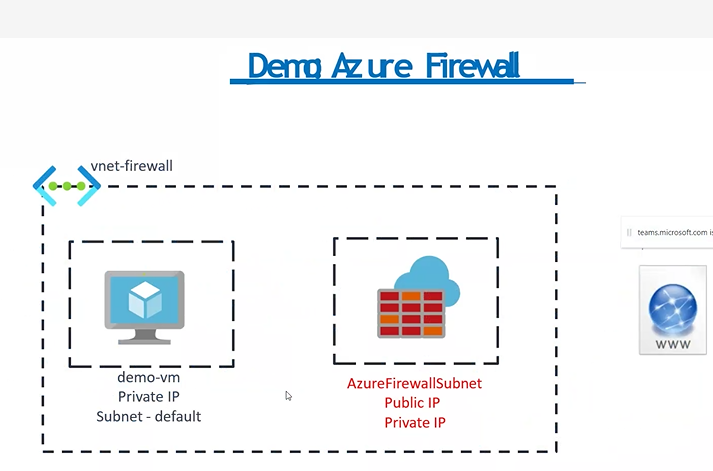 Demo: Azure Firewall
vnet-firewall
teams.microsoft.com is
www
demo-vm
Private IP
Subnet - default
AzureFirewallSubnet
Public IP
Private IP